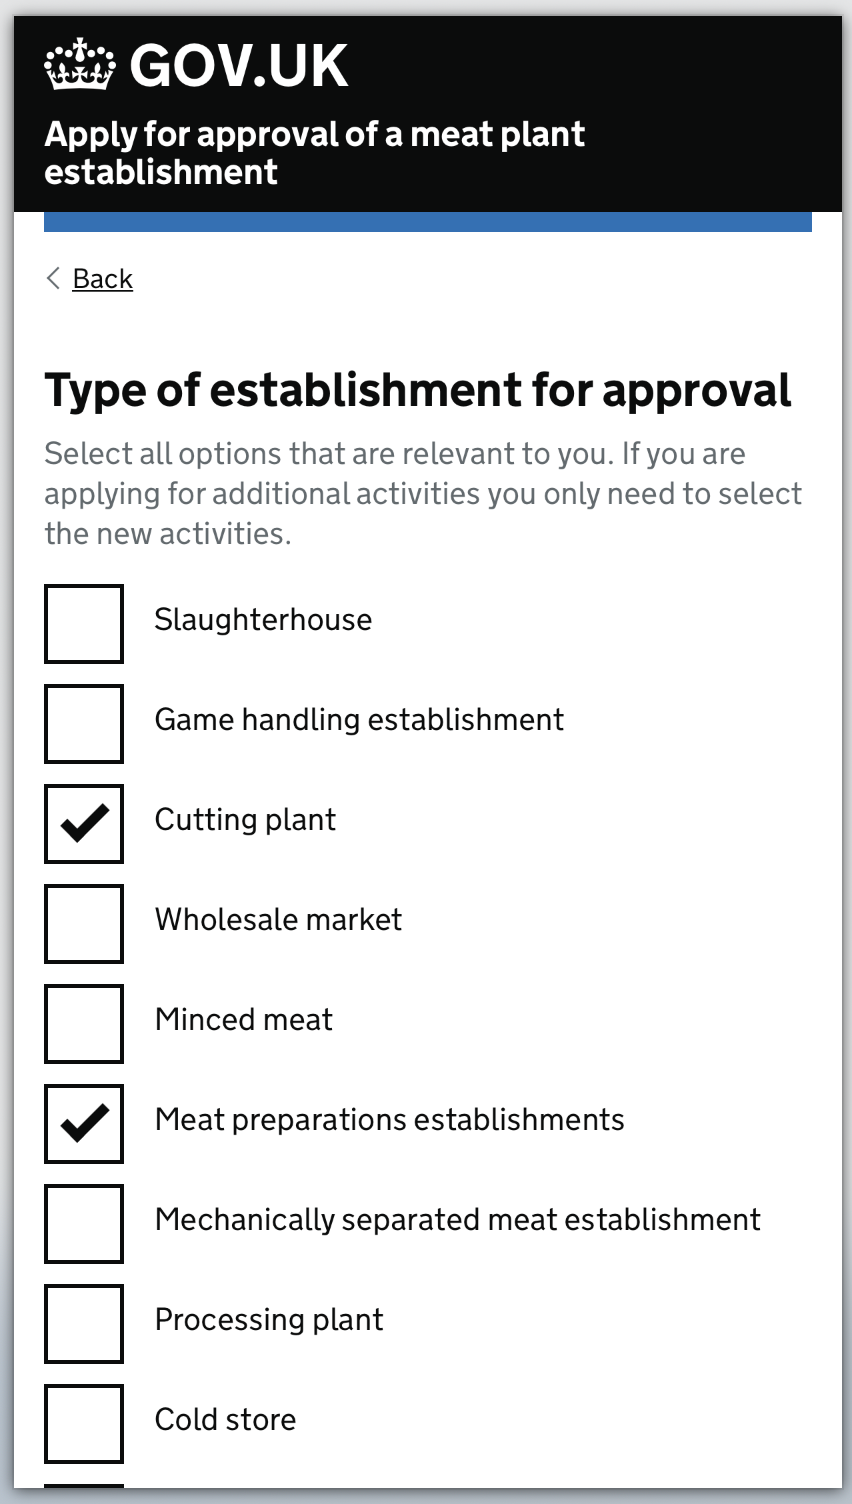 GOV.UK
Apply for approval of a meat plant
establishment
Back
Type of establishment for approval
Select all options that are relevant to you. If you are
applying for additional activities you only need to select
the new activities.
Slaughterhouse
Game handling establishment
Cutting plant
Wholesale market
Minced meat
Meat preparations establishments
Mechanically separated meat establishment
Processing plant
Cold store